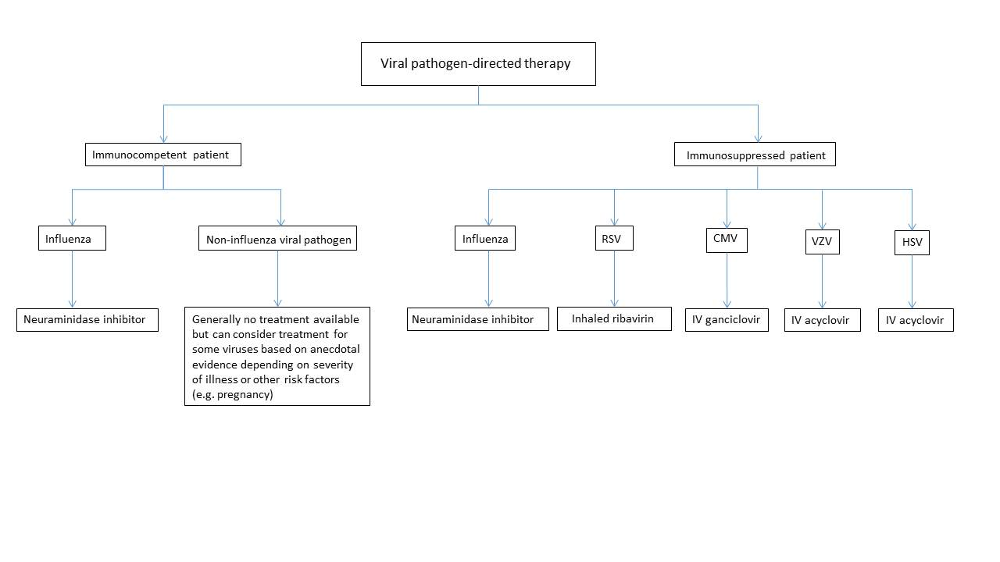 Viral pathogen-directed therapy
Immunocompetent patient
Immunosuppressed patient
Influenza
Non-influenza viral pathogen
Influenza
RSV
CMV
VZV
HSV
Neuraminidase inhibitor
Generally no treatment available
but can consider treatment for
some viruses based on anecdotal
evidence depending on severity
of illness or other risk factors
(e.g. pregnancy)
Neuraminidase inhibitor
Inhaled ribavirin
IV ganciclovir
IV acyclovir
IV acyclovir